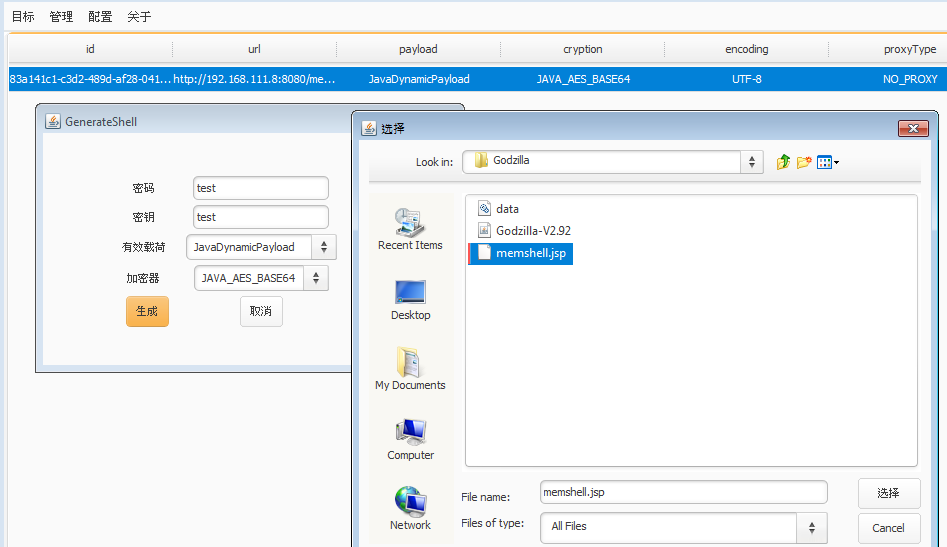 目标 管理 配置 关于
id url payload cryption encoding proxyType
83a141c1-c3d2-489d-af28-041... http://192.168.111.8:8080/me... JavaDynamicPayload JAVA_AES_BASE64 UTF-8 NO_PROXY
GenerateShell
密码 test
密钥 test
有效载荷 JavaDynamicPayload
加密器 JAVA_AES_BASE64
生成 取消
选择
Look in: Godzilla
Recent Items
Desktop
My Documents
Computer
Network
data
Godzilla-V2.92
memshell.jsp
File name: memshell.jsp 选择
Files of type: All Files Cancel